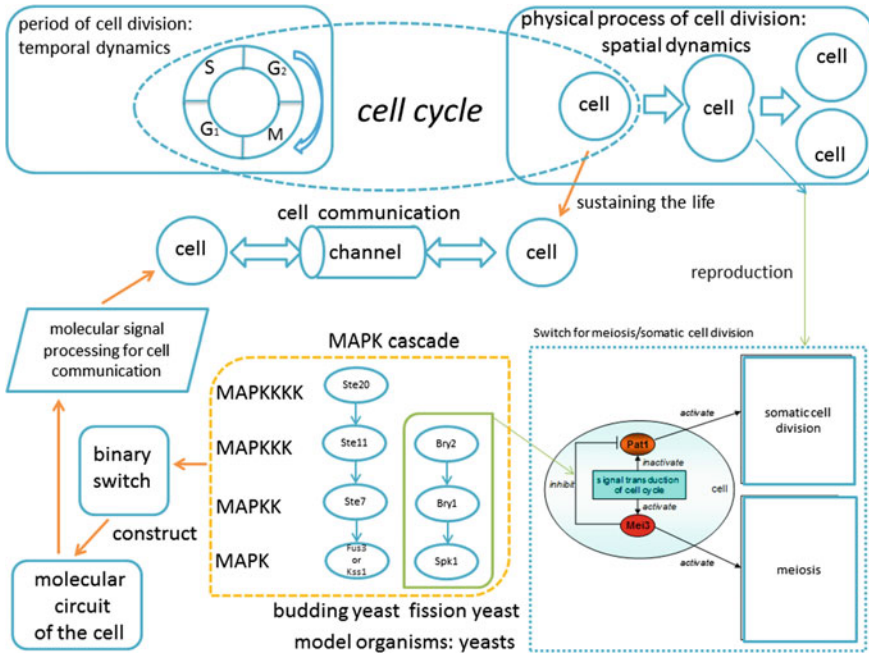 period of cell division:
temporal dynamics
S
G2
G1
M
cell cycle
physical process of cell division:
spatial dynamics
cell
cell
cell
cell
sustaining the life
cell communication
cell
channel
cell
reproduction
molecular signal
processing for cell
communication
MAPK cascade
MAPKKKK
MAPKKK
MAPKK
MAPK
Ste20
Ste11
Ste7
Fus3
or
Kss1
Bry2
Bry1
Spk1
budding yeast fission yeast
model organisms: yeasts
binary
switch
construct
molecular
circuit
of the cell
Switch for meiosis/somatic cell division
Pat1
activate
inactivate
inhibit
signal transduction
of cell cycle
cell
activate
Mei3
activate
somatic cell
division
meiosis